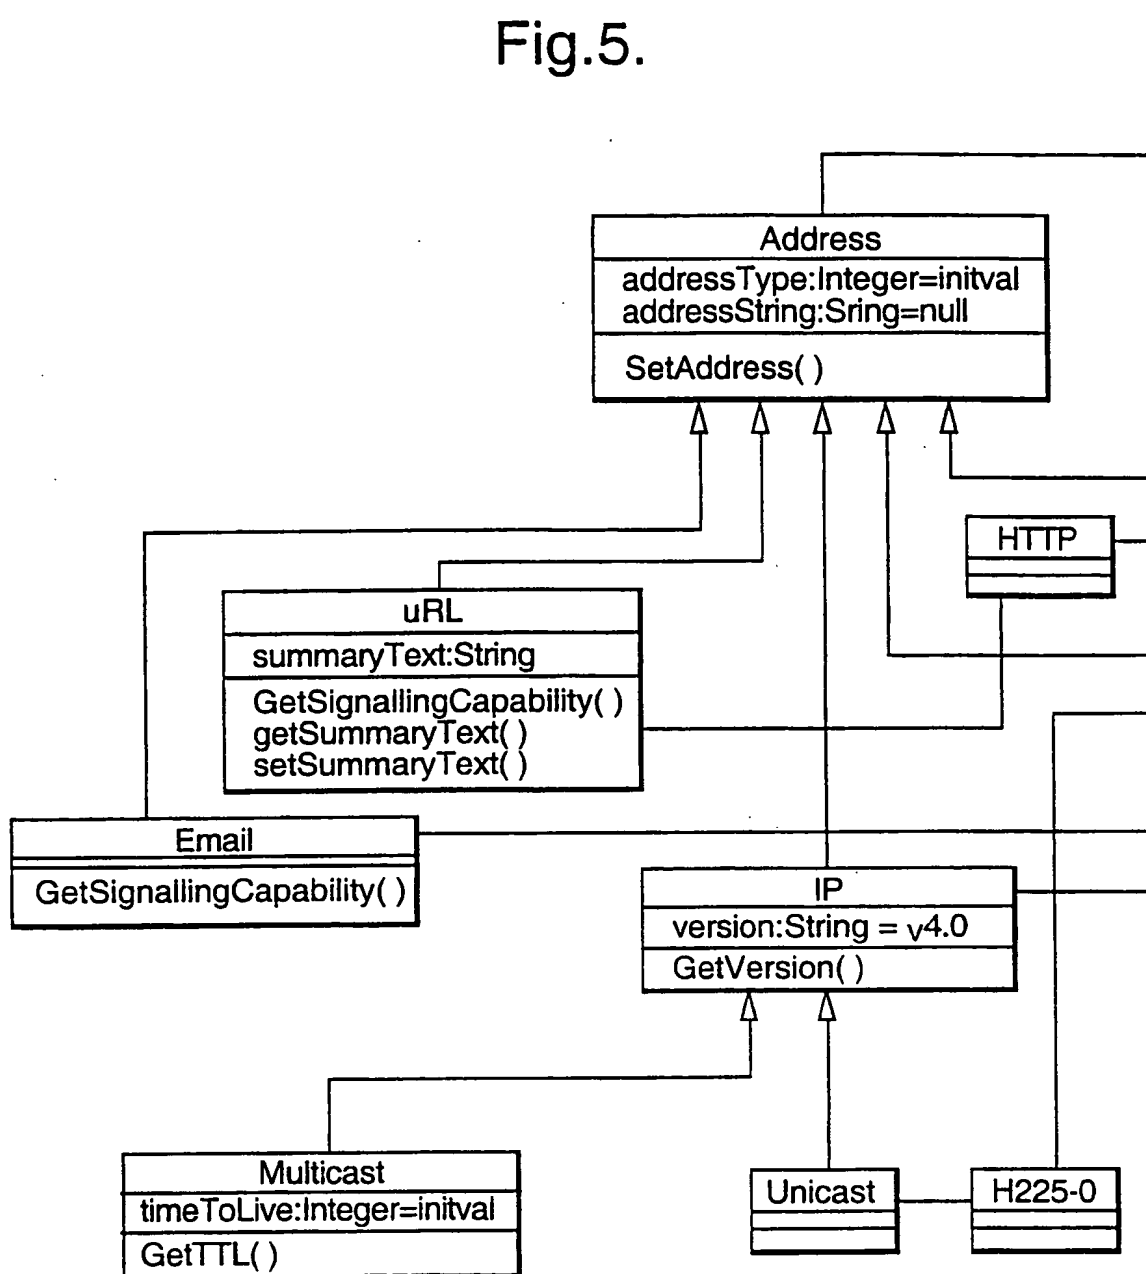 Fig.5.
Address
addressType:Integer=initval
addressString:Sring=null
SetAddress( )
HTTP
uRL
summaryText:String
GetSignallingCapability( )
getSummaryText( )
setSummaryText( )
Email
GetSignallingCapability( )
IP
version:String = v4.0
GetVersion( )
Multicast
timeToLive:Integer=initval
GetTTL( )
Unicast
H225-0